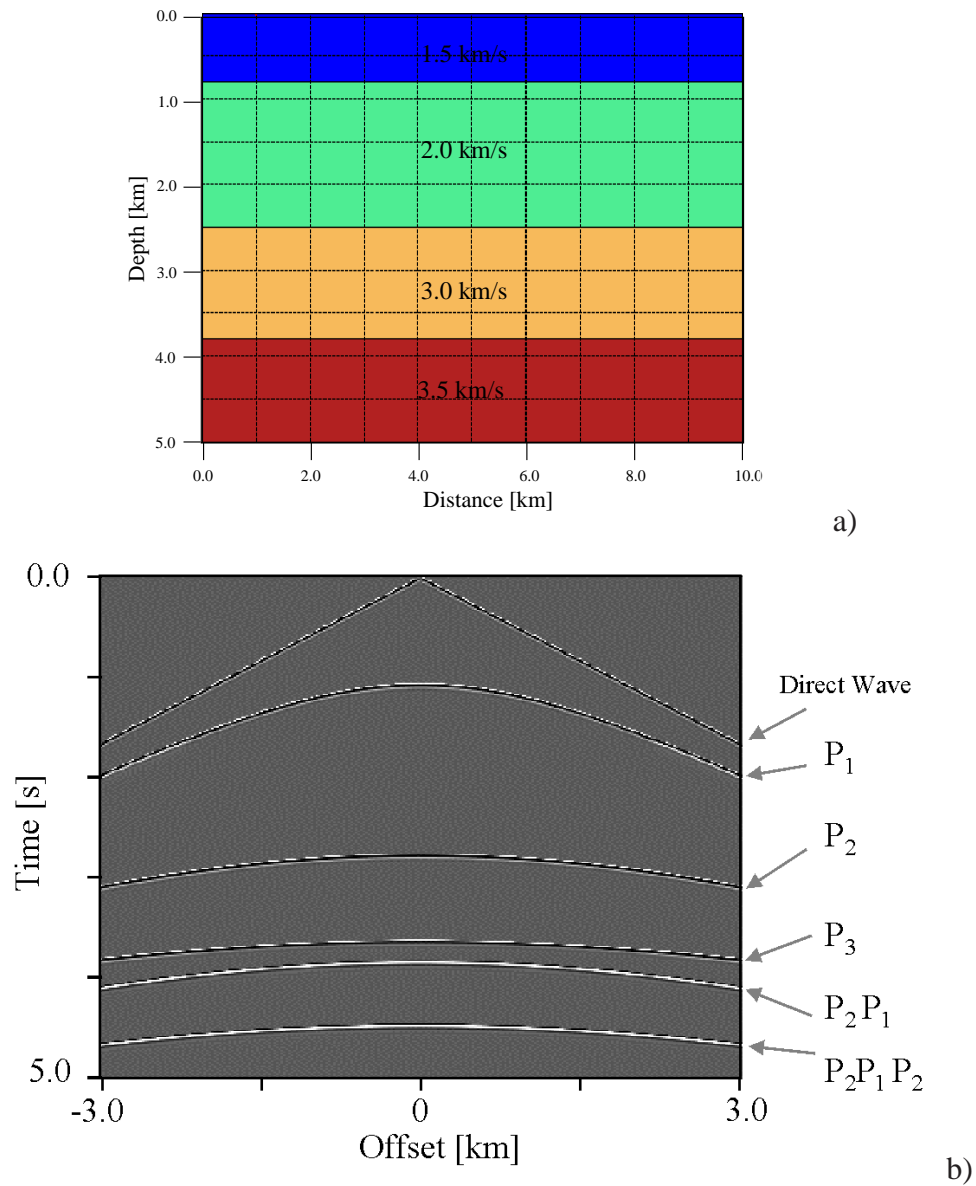 0.0
1.5 km/s
1.0
2.0 km/s
2.0
Depth [km]
3.0
3.0 km/s
4.0
3.5 km/s
5.0
0.0 2.0 4.0 6.0 8.0 10.0
Distance [km]
a)
0.0
Direct Wave
P1
Time [s]
P2
P3
P2P1
P2P1P2
5.0
-3.0 0 3.0
Offset [km]
b)